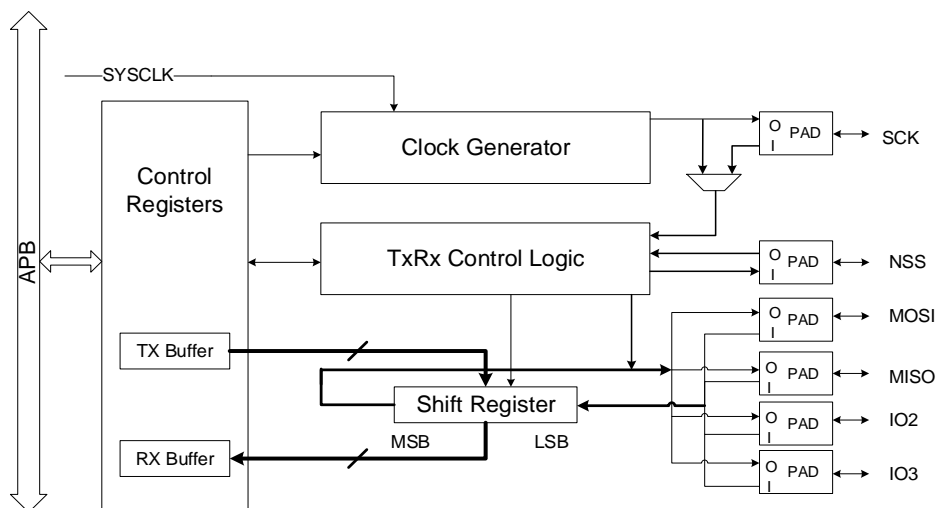 SYSCLK
Clock Generator
O
I
PAD
SCK
Control
Registers
APB
TxRx Control Logic
O
I
PAD
NSS
O
I
PAD
MOSI
TX Buffer
O
I
PAD
MISO
Shift Register
MSB
LSB
O
I
PAD
IO2
RX Buffer
O
I
PAD
IO3